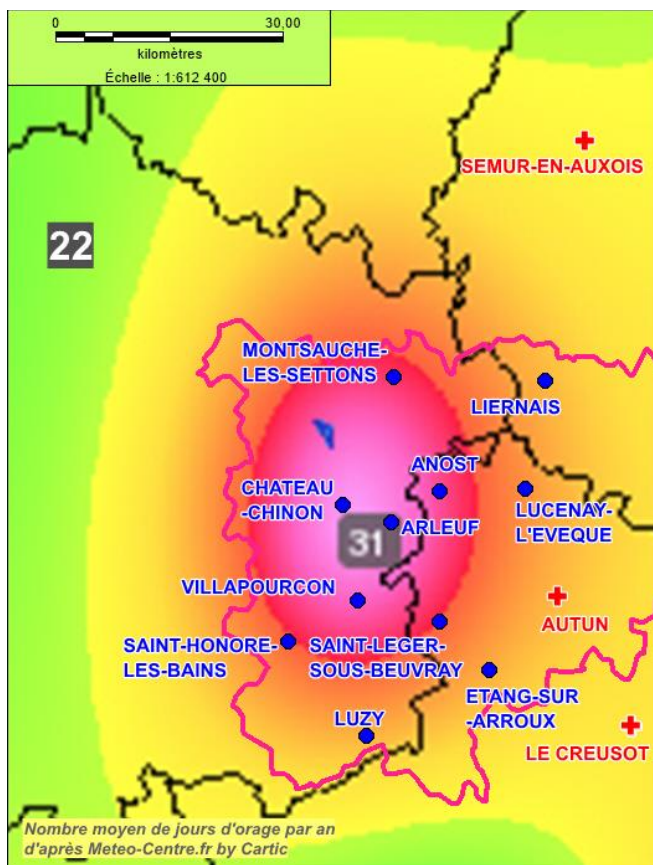 0 30,00
kilomètres
Échelle : 1:612 400
SEMUR-EN-AUXOIS
22
MONTSAUCHE-
LES-SETTONS
LIERNAIS
ANOST
CHATEAU
-CHINON
LUCENAY-
L'EVEQUE
ARLEUF
31
VILLAPOURCON
AUTUN
SAINT-HONORE-
LES-BAINS
SAINT-LEGER-
SOUS-BEUVRAY
ETANG-SUR
-ARROUX
LUZY
LE CREUSOT
Nombre moyen de jours d'orage par an
d'après Meteo-Centre.fr by Cartic